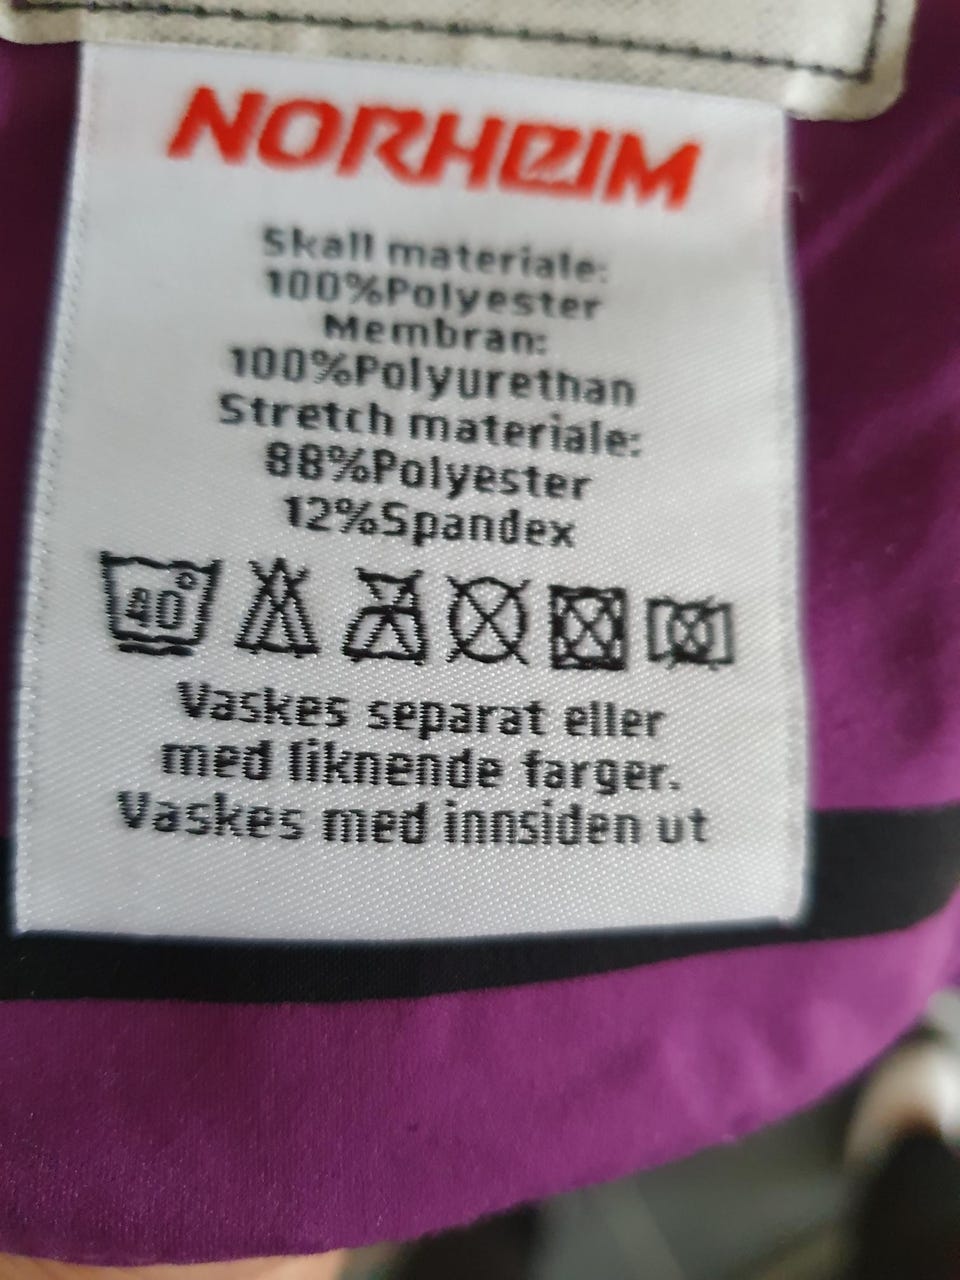 NORHEIM
Skall materiale:
100%Polyester
Membran:
100%Polyurethan
Stretch materiale:
88%Polyester
12%Spandex
40°
Vaskes separat eller
med liknende farger.
Vaskes med innsiden ut